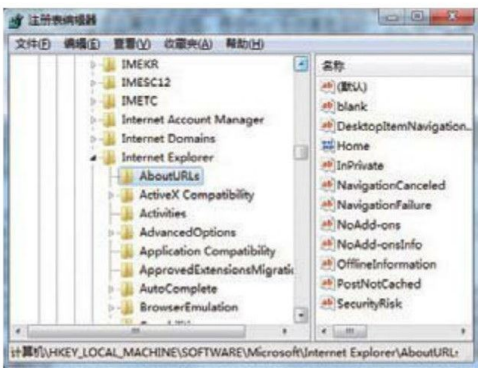 注册表编辑器
文件(F) 编辑(E) 查看(V) 收藏夹(A) 帮助(H)
IMEKR
IMESC12
IMETC
Internet Account Manager
Internet Domains
Internet Explorer
AboutURLs
ActiveX Compatibility
Activities
AdvancedOptions
Application Compatibility
ApprovedExtensionsMigratic
AutoComplete
BrowserEmulation
名称
(默认)
blank
DesktopItemNavigation...
Home
InPrivate
NavigationCanceled
NavigationFailure
NoAdd-ons
NoAdd-onsInfo
OfflineInformation
PostNotCached
SecurityRisk
计算机\HKEY_LOCAL_MACHINE\SOFTWARE\Microsoft\Internet Explorer\AboutURLs